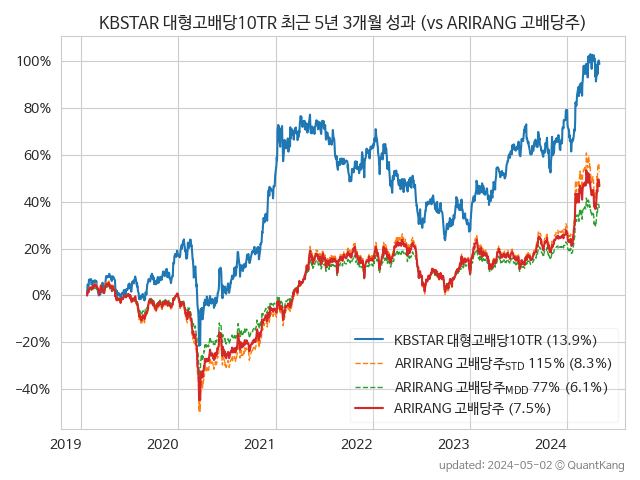 KBSTAR 대형고배당10TR 최근 5년 3개월 성과 (vs ARIRANG 고배당주)
100%
80%
60%
40%
20%
0%
−20%
−40%
KBSTAR 대형고배당10TR (13.9%)
ARIRANG 고배당주STD 115% (8.3%)
ARIRANG 고배당주MDD 77% (6.1%)
ARIRANG 고배당주 (7.5%)
2019 2020 2021 2022 2023 2024
updated: 2024-05-02 © QuantKang